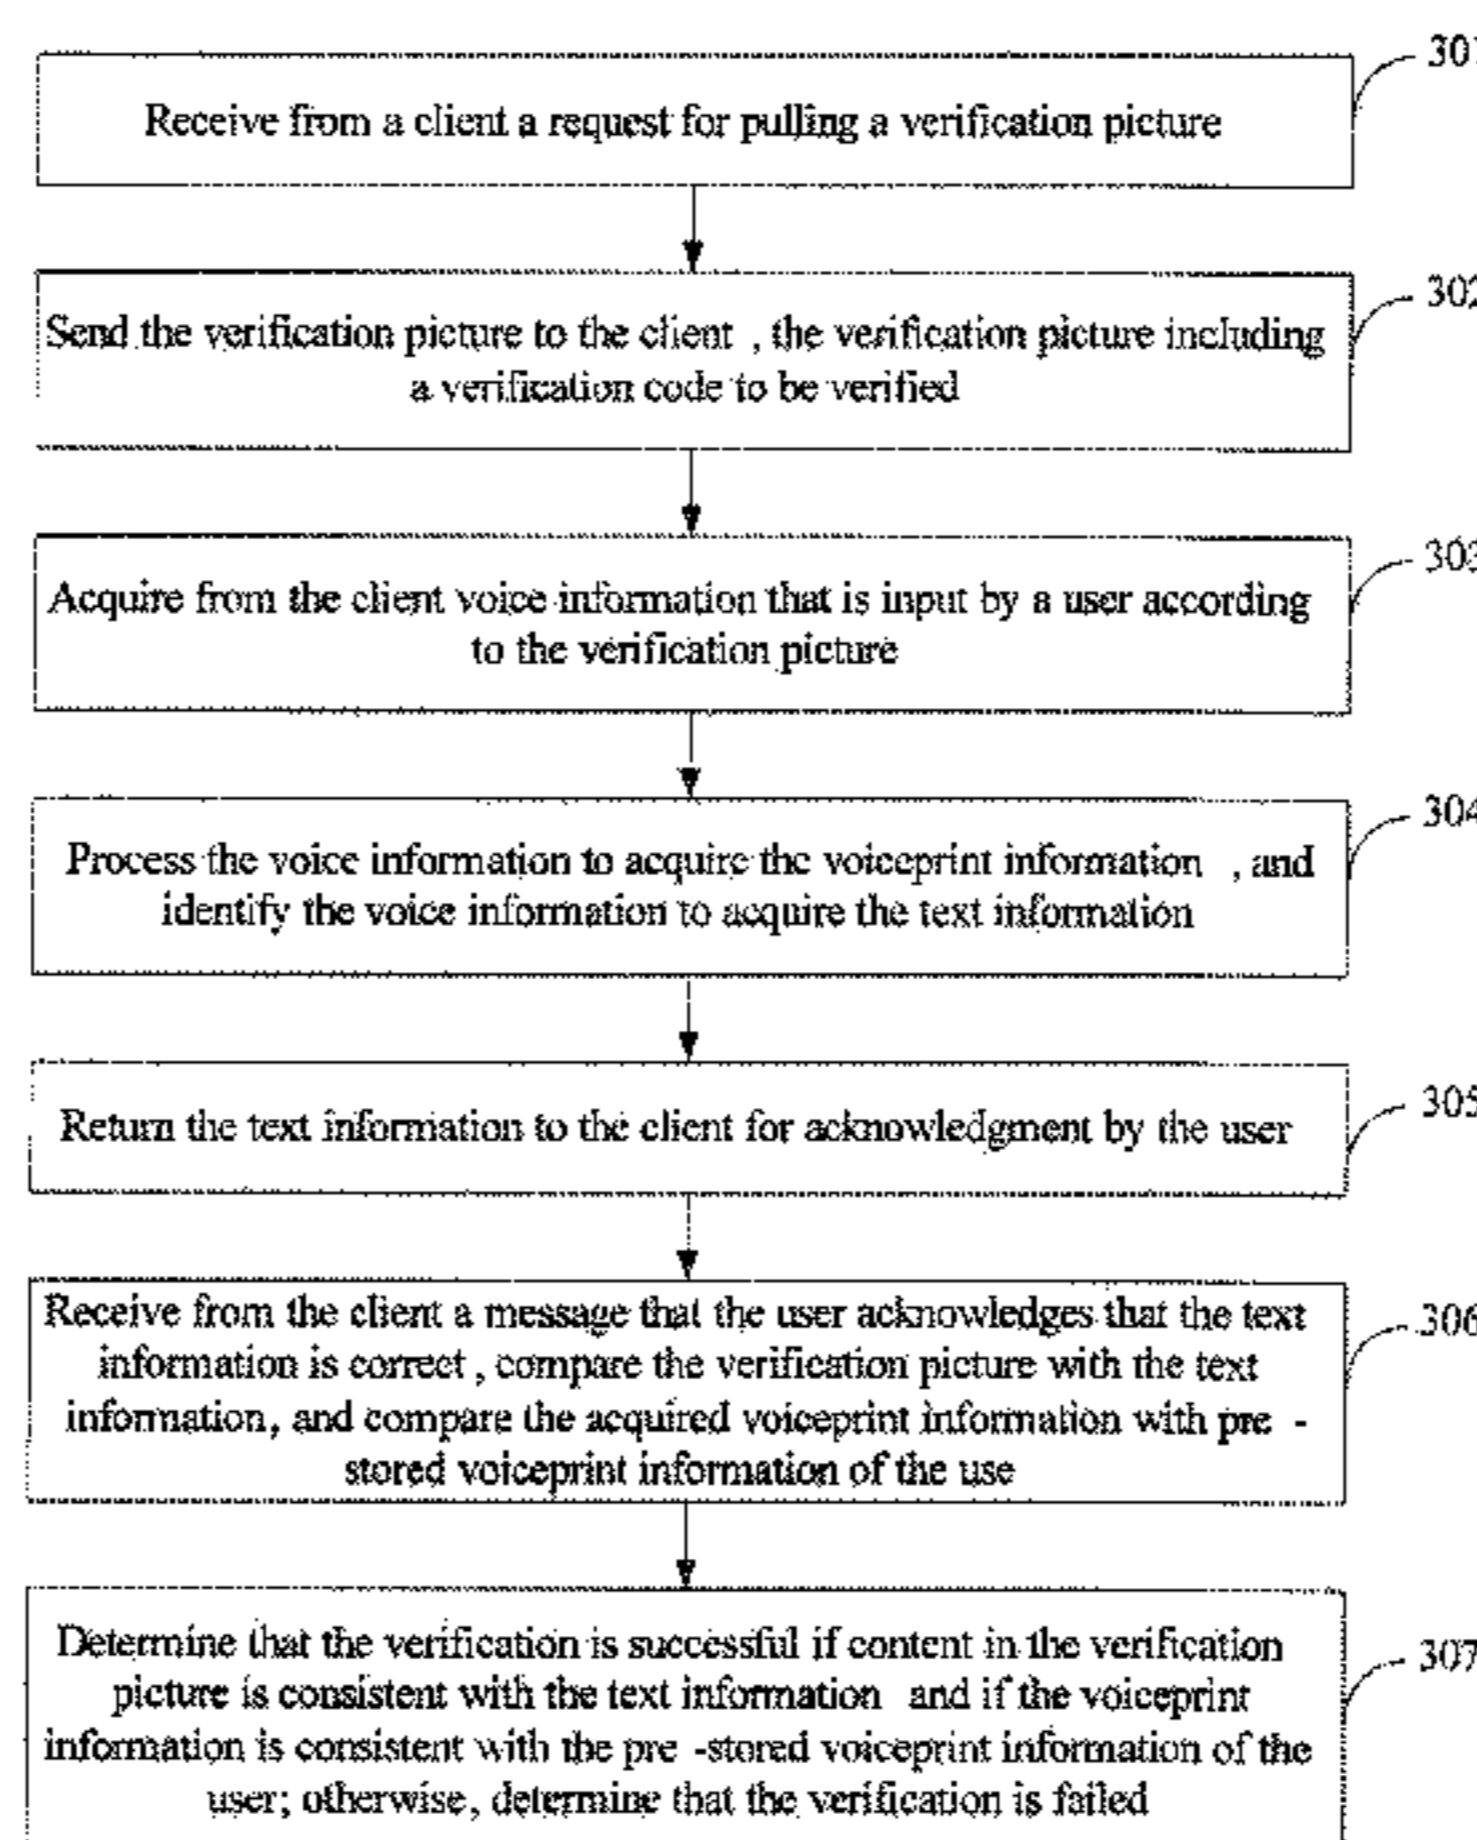 301
Receive from a client a request for pulling a verification picture
302
Send the verification picture to the client , the verification picture including
a verification code to be verified
303
Acquire from the client voice information that is input by a user according
to the verification picture
304
Process the voice information to acquire the voiceprint information , and
identify the voice information to acquire the text information
305
Return the text information to the client for acknowledgment by the user
306
Receive from the client a message that the user acknowledges that the text
information is correct , compare the verification picture with the text
information, and compare the acquired voiceprint information with pre -
stored voiceprint information of the use
307
Determine that the verification is successful if content in the verification
picture is consistent with the text information and if the voiceprint
information is consistent with the pre -stored voiceprint information of the
user; otherwise, determine that the verification is failed